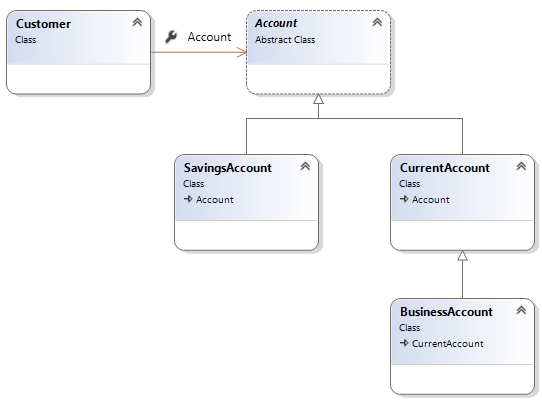 Customer
Class
Account
Account
Abstract Class
SavingsAccount
Class
Account
CurrentAccount
Class
Account
BusinessAccount
Class
CurrentAccount